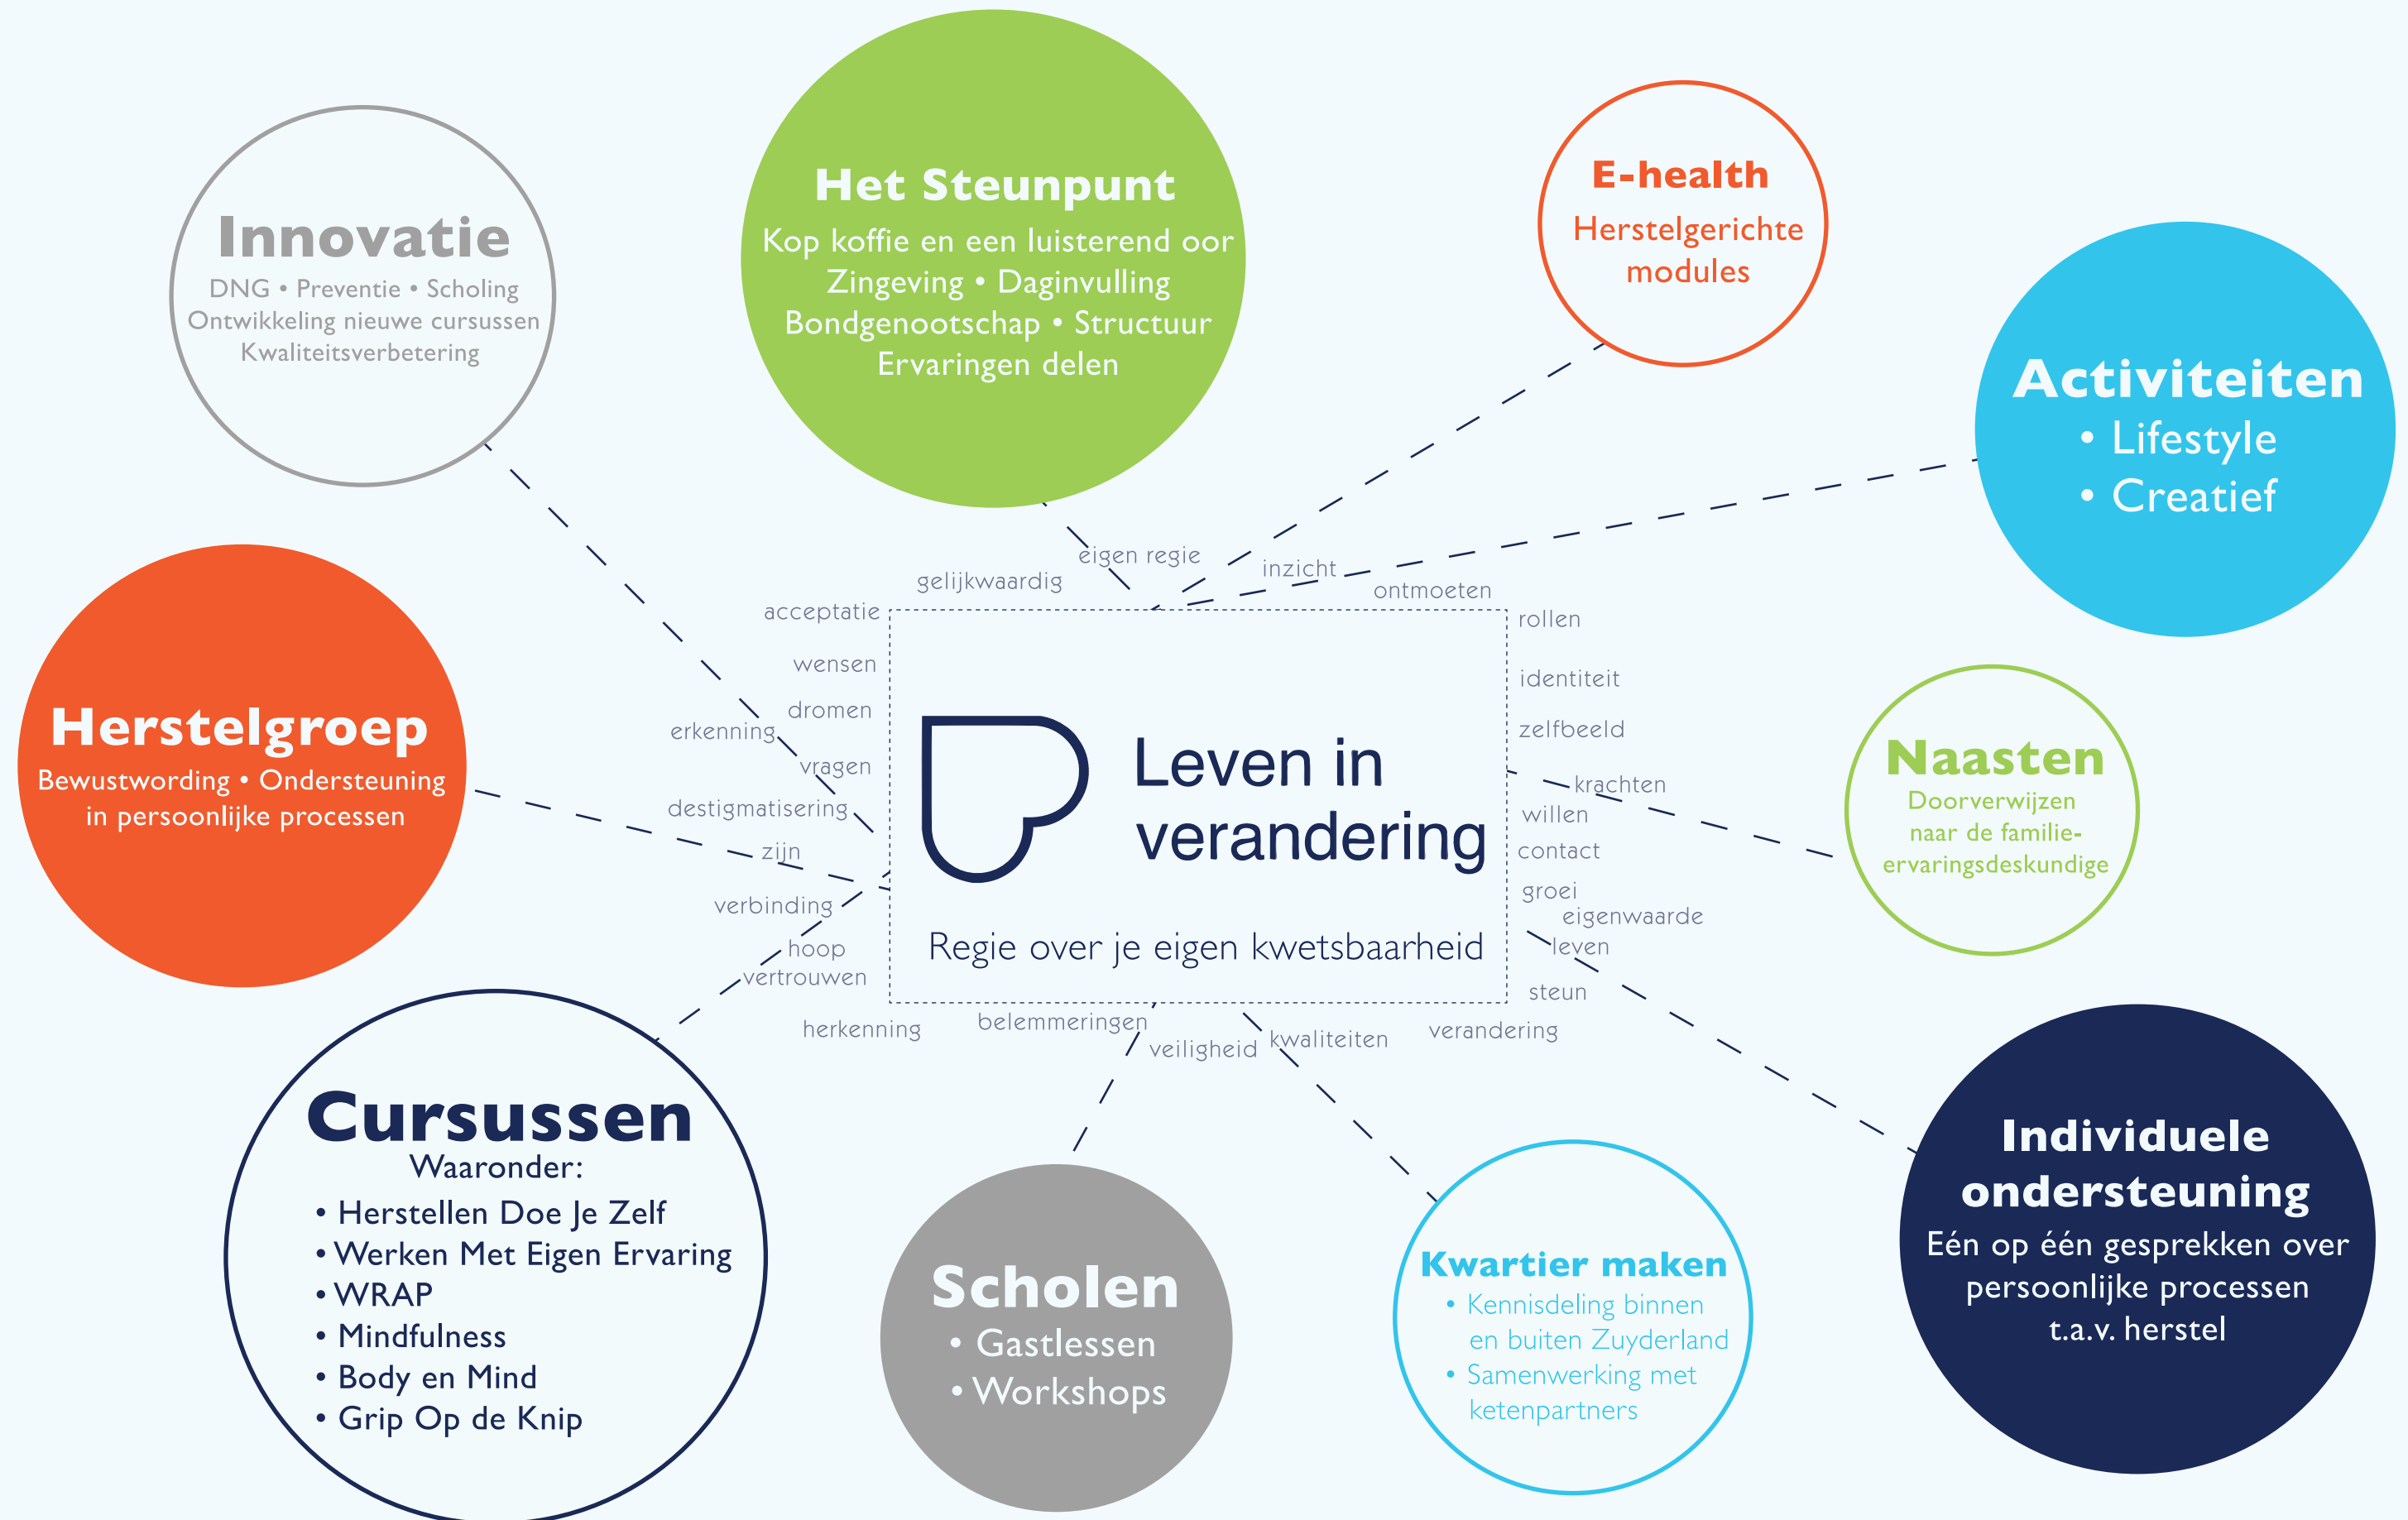 Innovatie
DNG • Preventie • Scholing
Ontwikkeling nieuwe cursussen
Kwaliteitsverbetering
Het Steunpunt
Kop koffie en een luisterend oor
Zingeving • Daginvulling
Bondgenootschap • Structuur
Ervaringen delen
E-health
Herstelgerichte
modules
Activiteiten
• Lifestyle
• Creatief
Herstelgroep
Bewustwording • Ondersteuning
in persoonlijke processen
eigen regie
gelijkwaardig
inzicht
ontmoeten
acceptatie
wensen
dromen
erkenning
vragen
destigmatisering
zijn
verbinding
hoop
vertrouwen
herkenning
belemmeringen
veiligheid
kwaliteiten
verandering
rollen
identiteit
zelfbeeld
krachten
willen
contact
groei
eigenwaarde
leven
steun
Leven in
verandering
Regie over je eigen kwetsbaarheid
Naasten
Doorverwijzen
naar de familie-
ervaringsdeskundige
Cursussen
Waaronder:
• Herstellen Doe Je Zelf
• Werken Met Eigen Ervaring
• WRAP
• Mindfulness
• Body en Mind
• Grip Op de Knip
Scholen
• Gastlessen
• Workshops
Kwartier maken
• Kennisdeling binnen
en buiten Zuyderland
• Samenwerking met
ketenpartners
Individuele
ondersteuning
Eén op één gesprekken over
persoonlijke processen
t.a.v. herstel